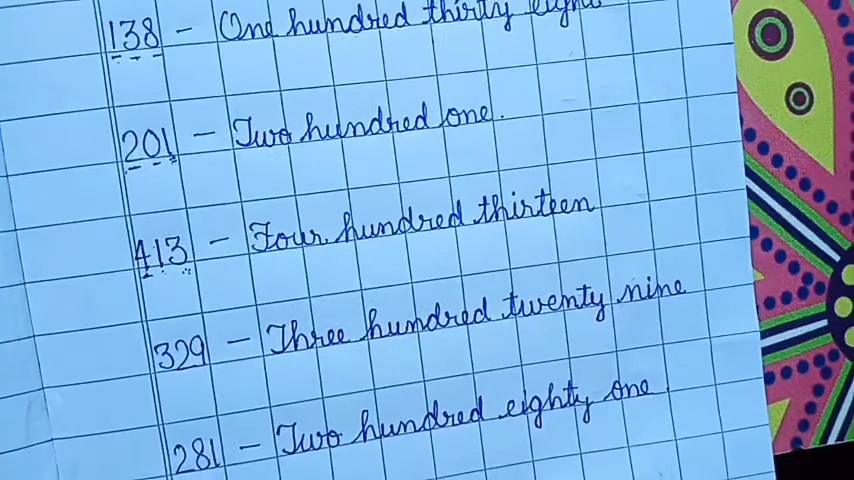 138 - One hundred thirty eight
201 - Two hundred one.
413 - Four hundred thirteen
329 - Three hundred twenty nine
281 - Two hundred eighty one.